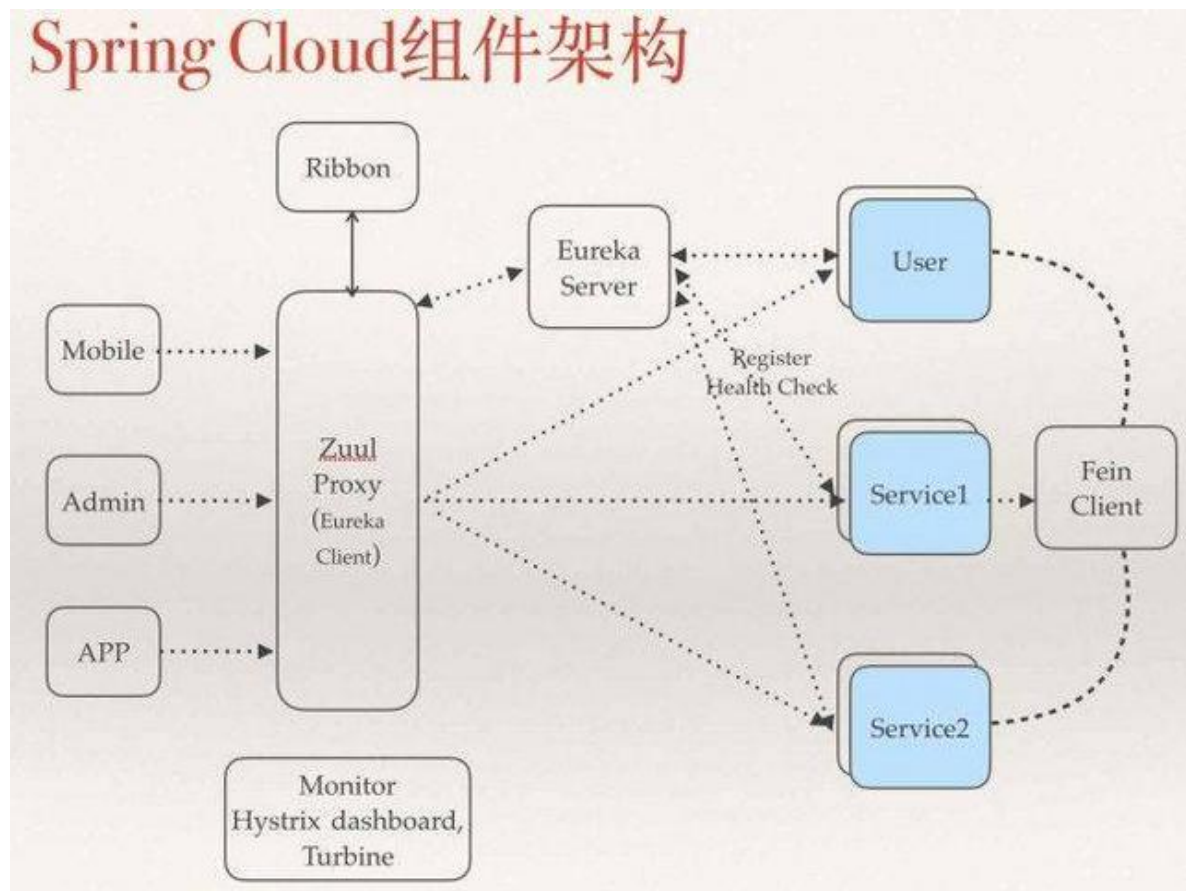 Spring Cloud组件架构
Ribbon
Eureka
Server
User
Mobile
Register
Health Check
Zuul
Proxy
(Eureka
Client)
Admin
Service1
Fein
Client
APP
Service2
Monitor
Hystrix dashboard,
Turbine